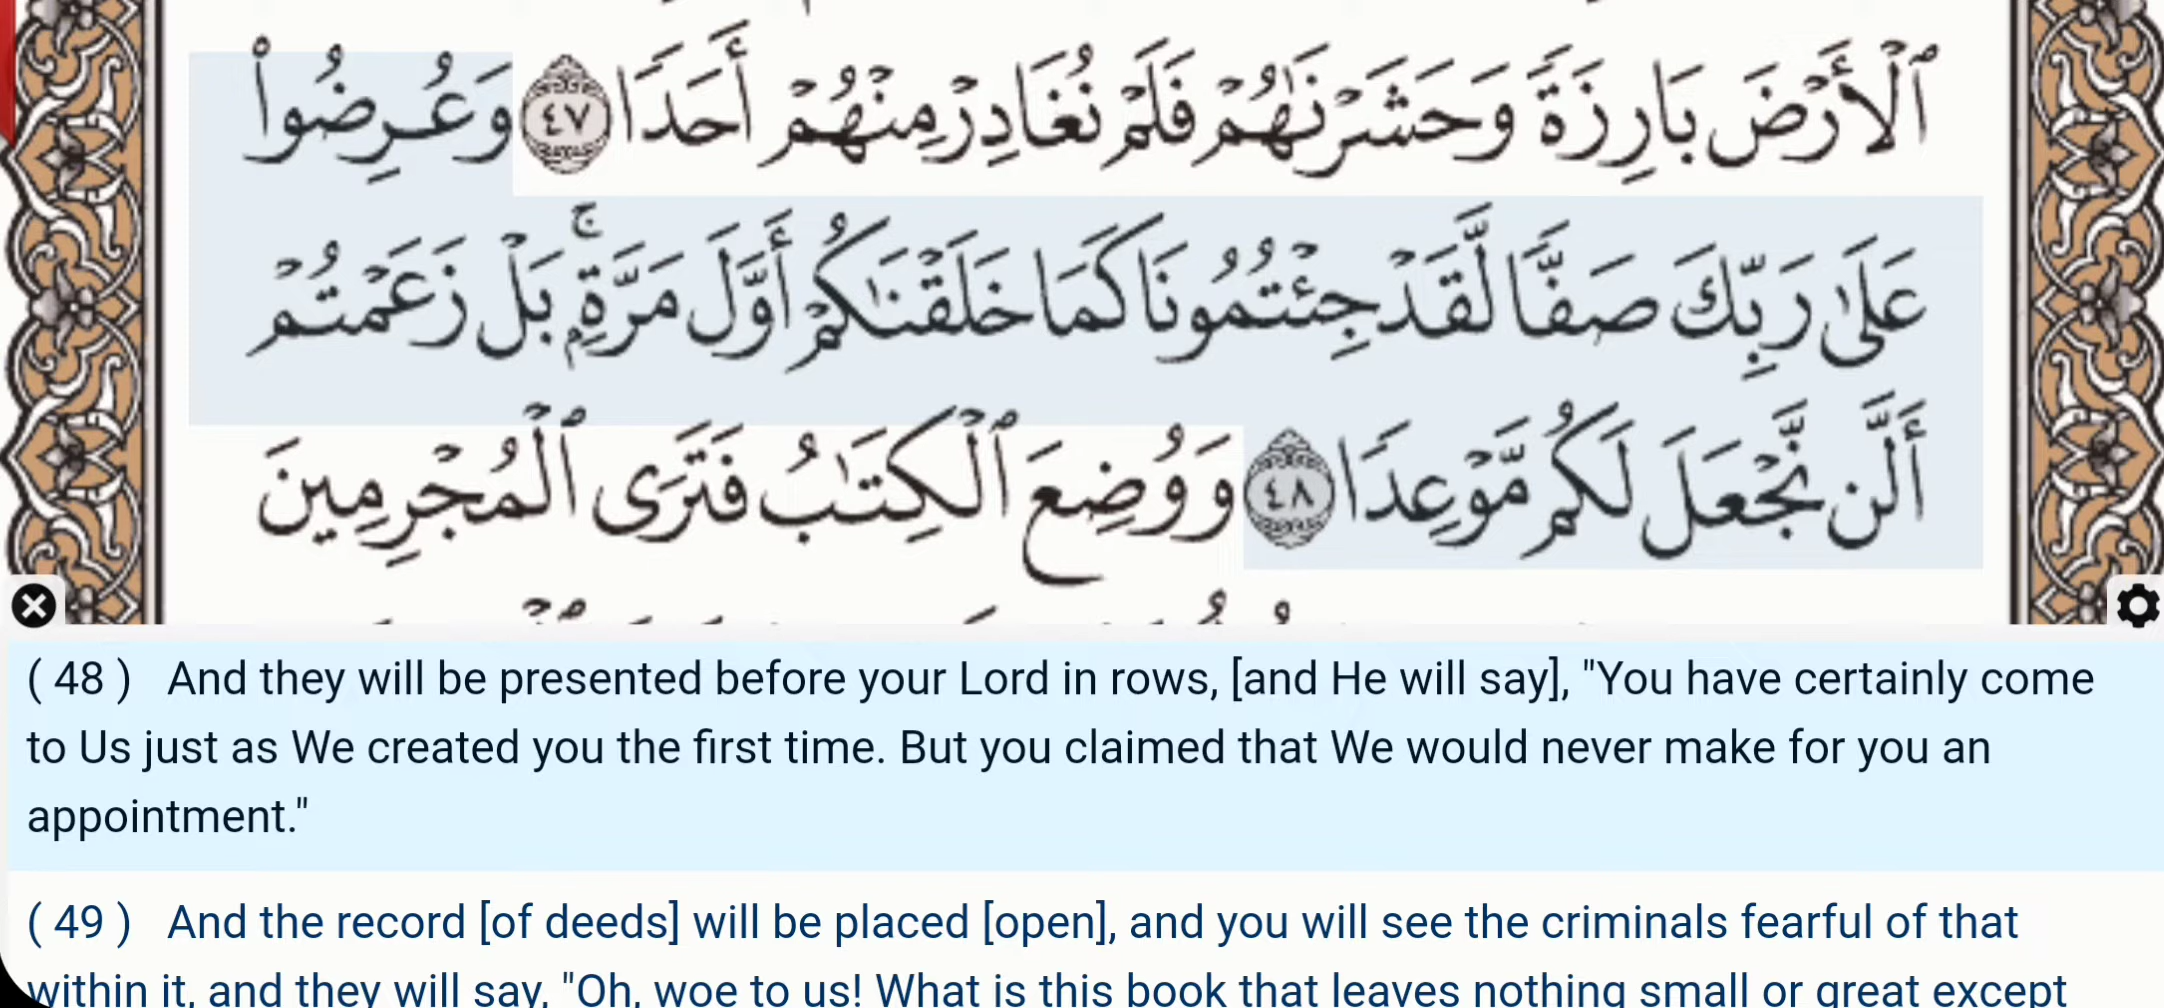 ٱلۡأَرۡضَ بَارِزَةٗ وَحَشَرۡنَٰهُمۡ فَلَمۡ نُغَادِرۡ مِنۡهُمۡ أَحَدٗا ٤٧ وَعُرِضُواْ
عَلَىٰ رَبِّكَ صَفّٗا لَّقَدۡ جِئۡتُمُونَا كَمَا خَلَقۡنَٰكُمۡ أَوَّلَ مَرَّةِۭۚ بَلۡ زَعَمۡتُمۡ
أَلَّن نَّجۡعَلَ لَكُم مَّوۡعِدٗا ٤٨ وَوُضِعَ ٱلۡكِتَٰبُ فَتَرَى ٱلۡمُجۡرِمِينَ
( 48 ) And they will be presented before your Lord in rows, [and He will say], "You have certainly come
to Us just as We created you the first time. But you claimed that We would never make for you an
appointment."
( 49 ) And the record [of deeds] will be placed [open], and you will see the criminals fearful of that
within it, and they will say, "Oh, woe to us! What is this book that leaves nothing small or great except